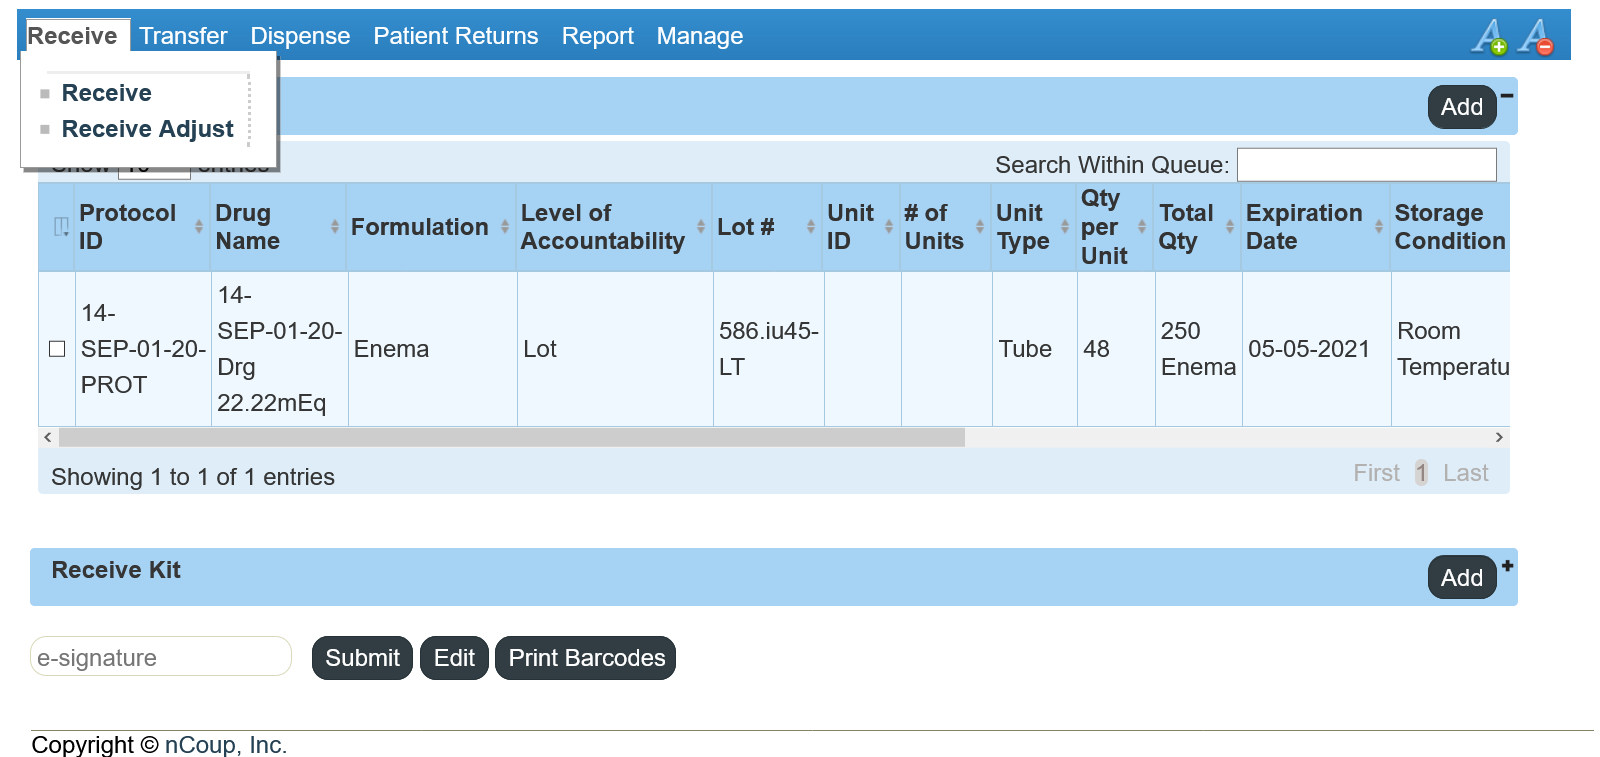 Receive Transfer Dispense Patient Returns Report Manage
Receive
Receive Adjust
Add
Search Within Queue:
Protocol ID Drug Name Formulation Level of Accountability Lot # Unit ID # of Units Unit Type Qty per Unit Total Qty Expiration Date Storage Condition
14-SEP-01-20-PROT 14-SEP-01-20-Drg 22.22mEq Enema Lot 586.iu45-LT Tube 48 250 Enema 05-05-2021 Room Temperatu
Showing 1 to 1 of 1 entries
First 1 Last
Receive Kit
Add
e-signature Submit Edit Print Barcodes
Copyright © nCoup, Inc.